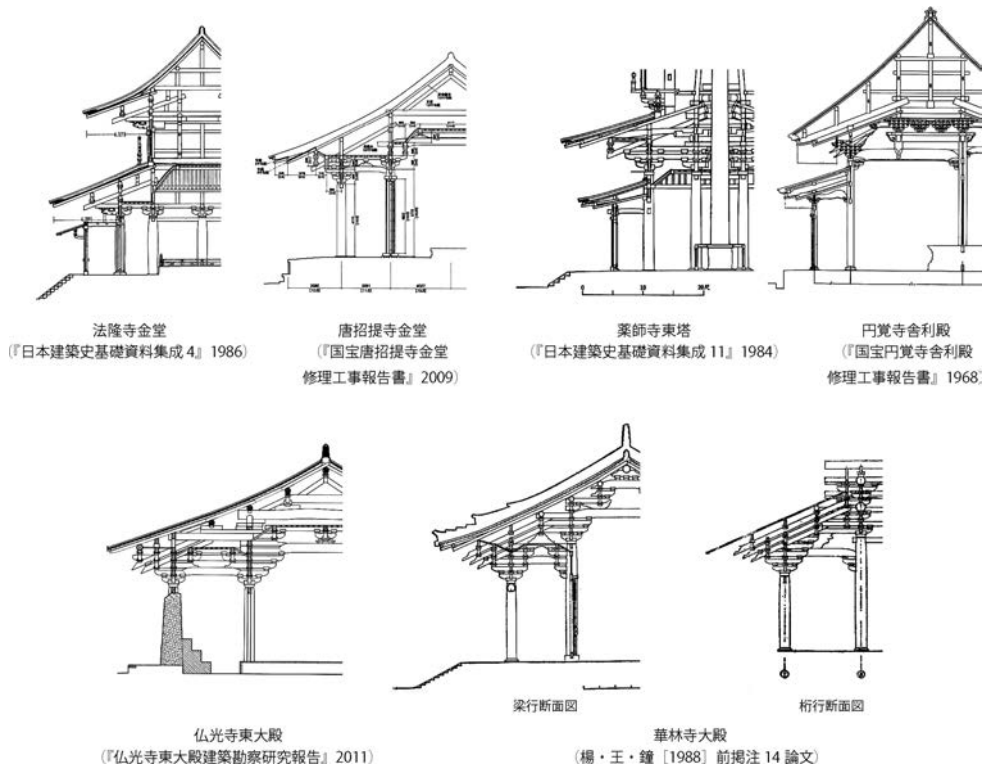 法隆寺金堂
(『日本建築史基礎資料集成 4』1986)
唐招提寺金堂
(『国宝唐招提寺金堂
修理工事報告書』2009)
薬師寺東塔
(『日本建築史基礎資料集成 11』1984)
円覚寺舎利殿
(『国宝円覚寺舎利殿
修理工事報告書』1968)
梁行断面図
桁行断面図
仏光寺東大殿
(『仏光寺東大殿建築勘察研究報告』2011)
華林寺大殿
(楊・王・鐘［1988］前掲注 14 論文)